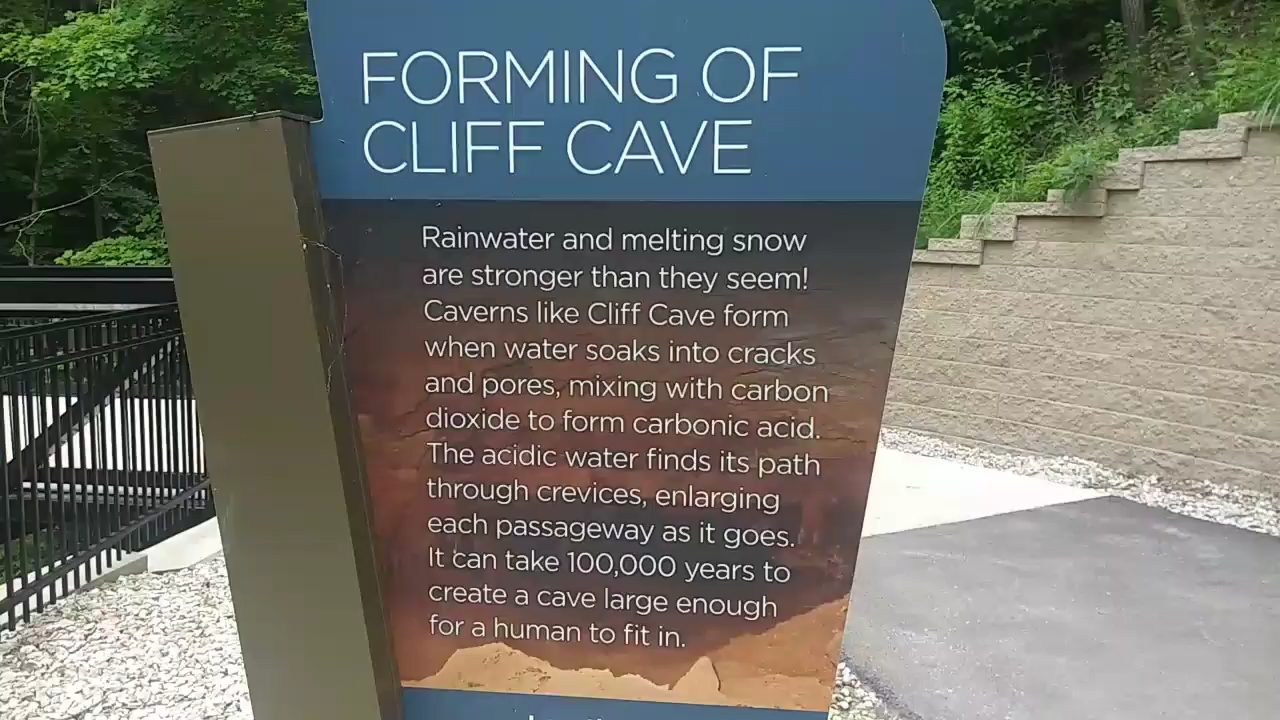 FORMING OF
CLIFF CAVE
Rainwater and melting snow
are stronger than they seem!
Caverns like Cliff Cave form
when water soaks into cracks
and pores, mixing with carbon
dioxide to form carbonic acid.
The acidic water finds its path
through crevices, enlarging
each passageway as it goes.
It can take 100,000 years to
create a cave large enough
for a human to fit in.